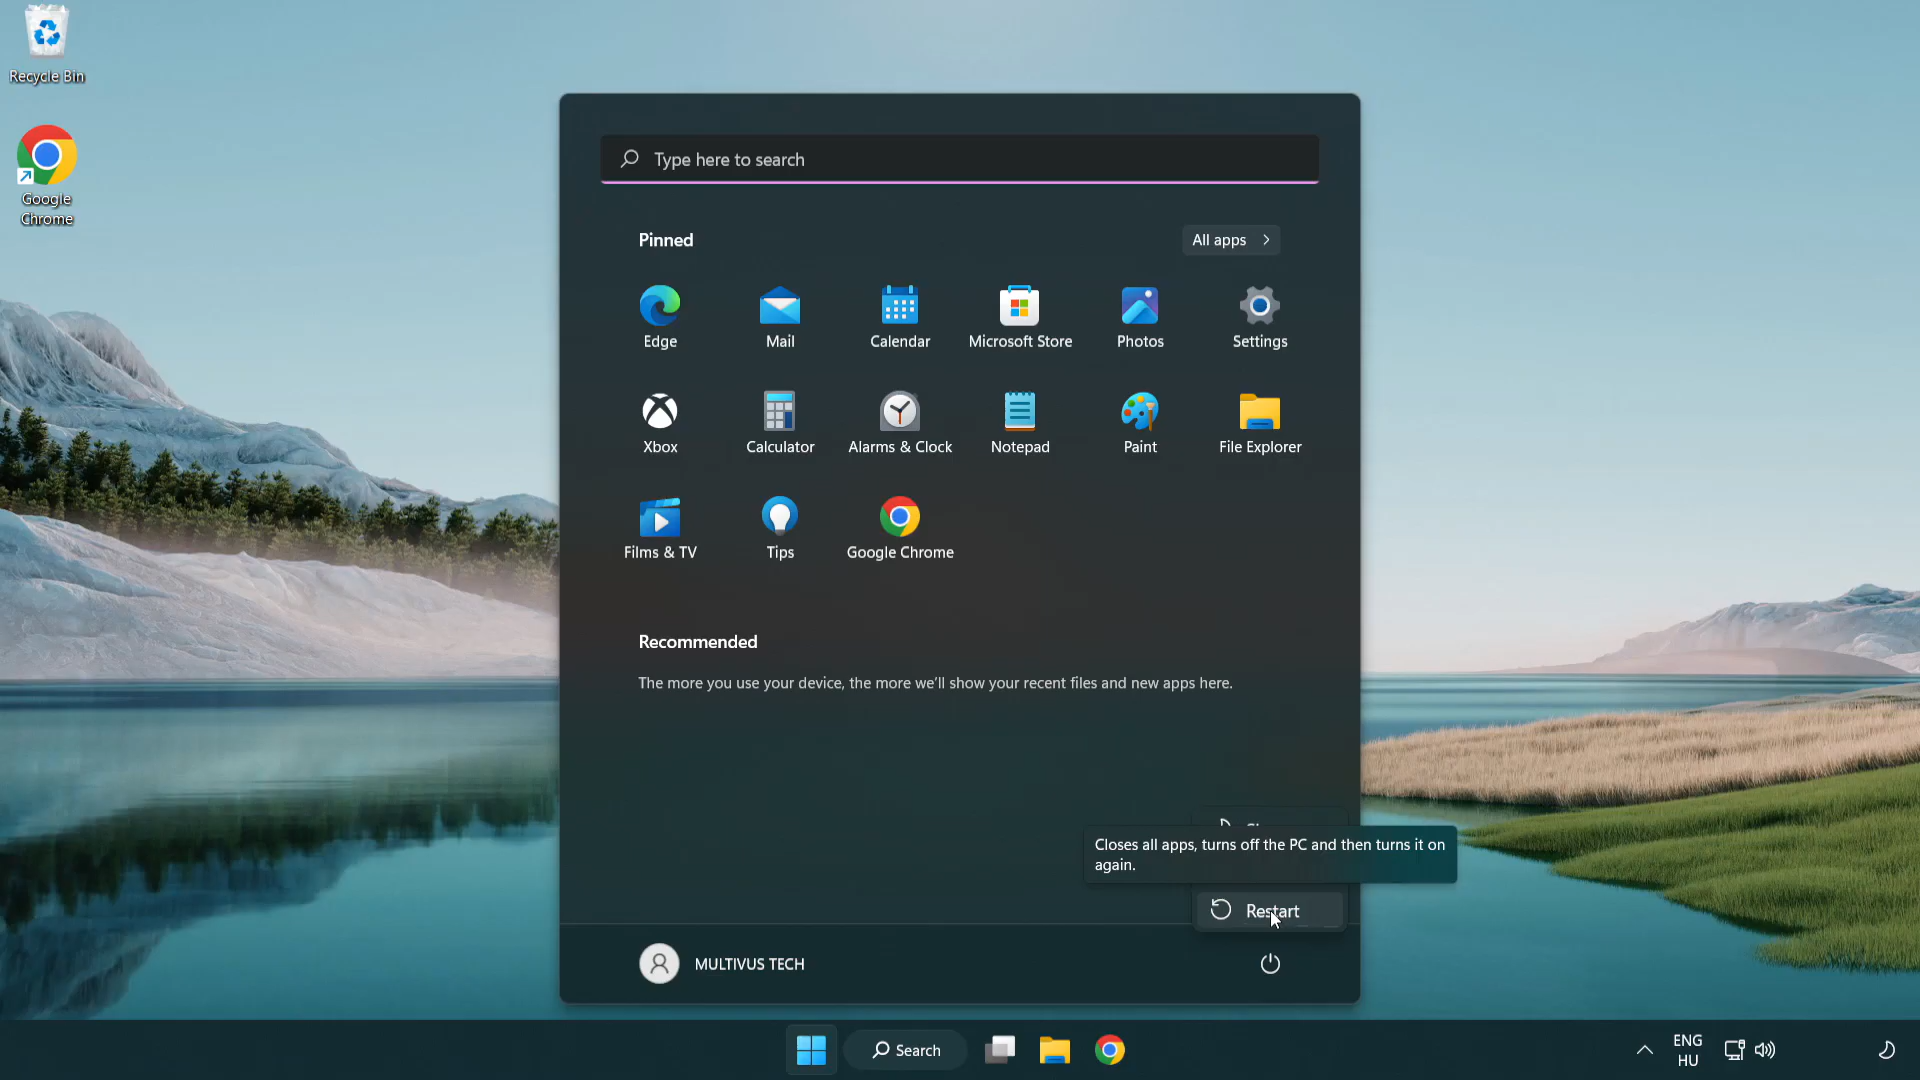 Recycle Bin
Google
Chrome
Type here to search
Pinned
All apps
Edge
Mail
Calendar
Microsoft Store
Photos
Settings
Xbox
Calculator
Alarms & Clock
Notepad
Paint
File Explorer
Films & TV
Tips
Google Chrome
Recommended
The more you use your device, the more we'll show your recent files and new apps here.
Closes all apps, turns off the PC and then turns it on
again.
Restart
MULTIVUS TECH
Search
ENG
HU